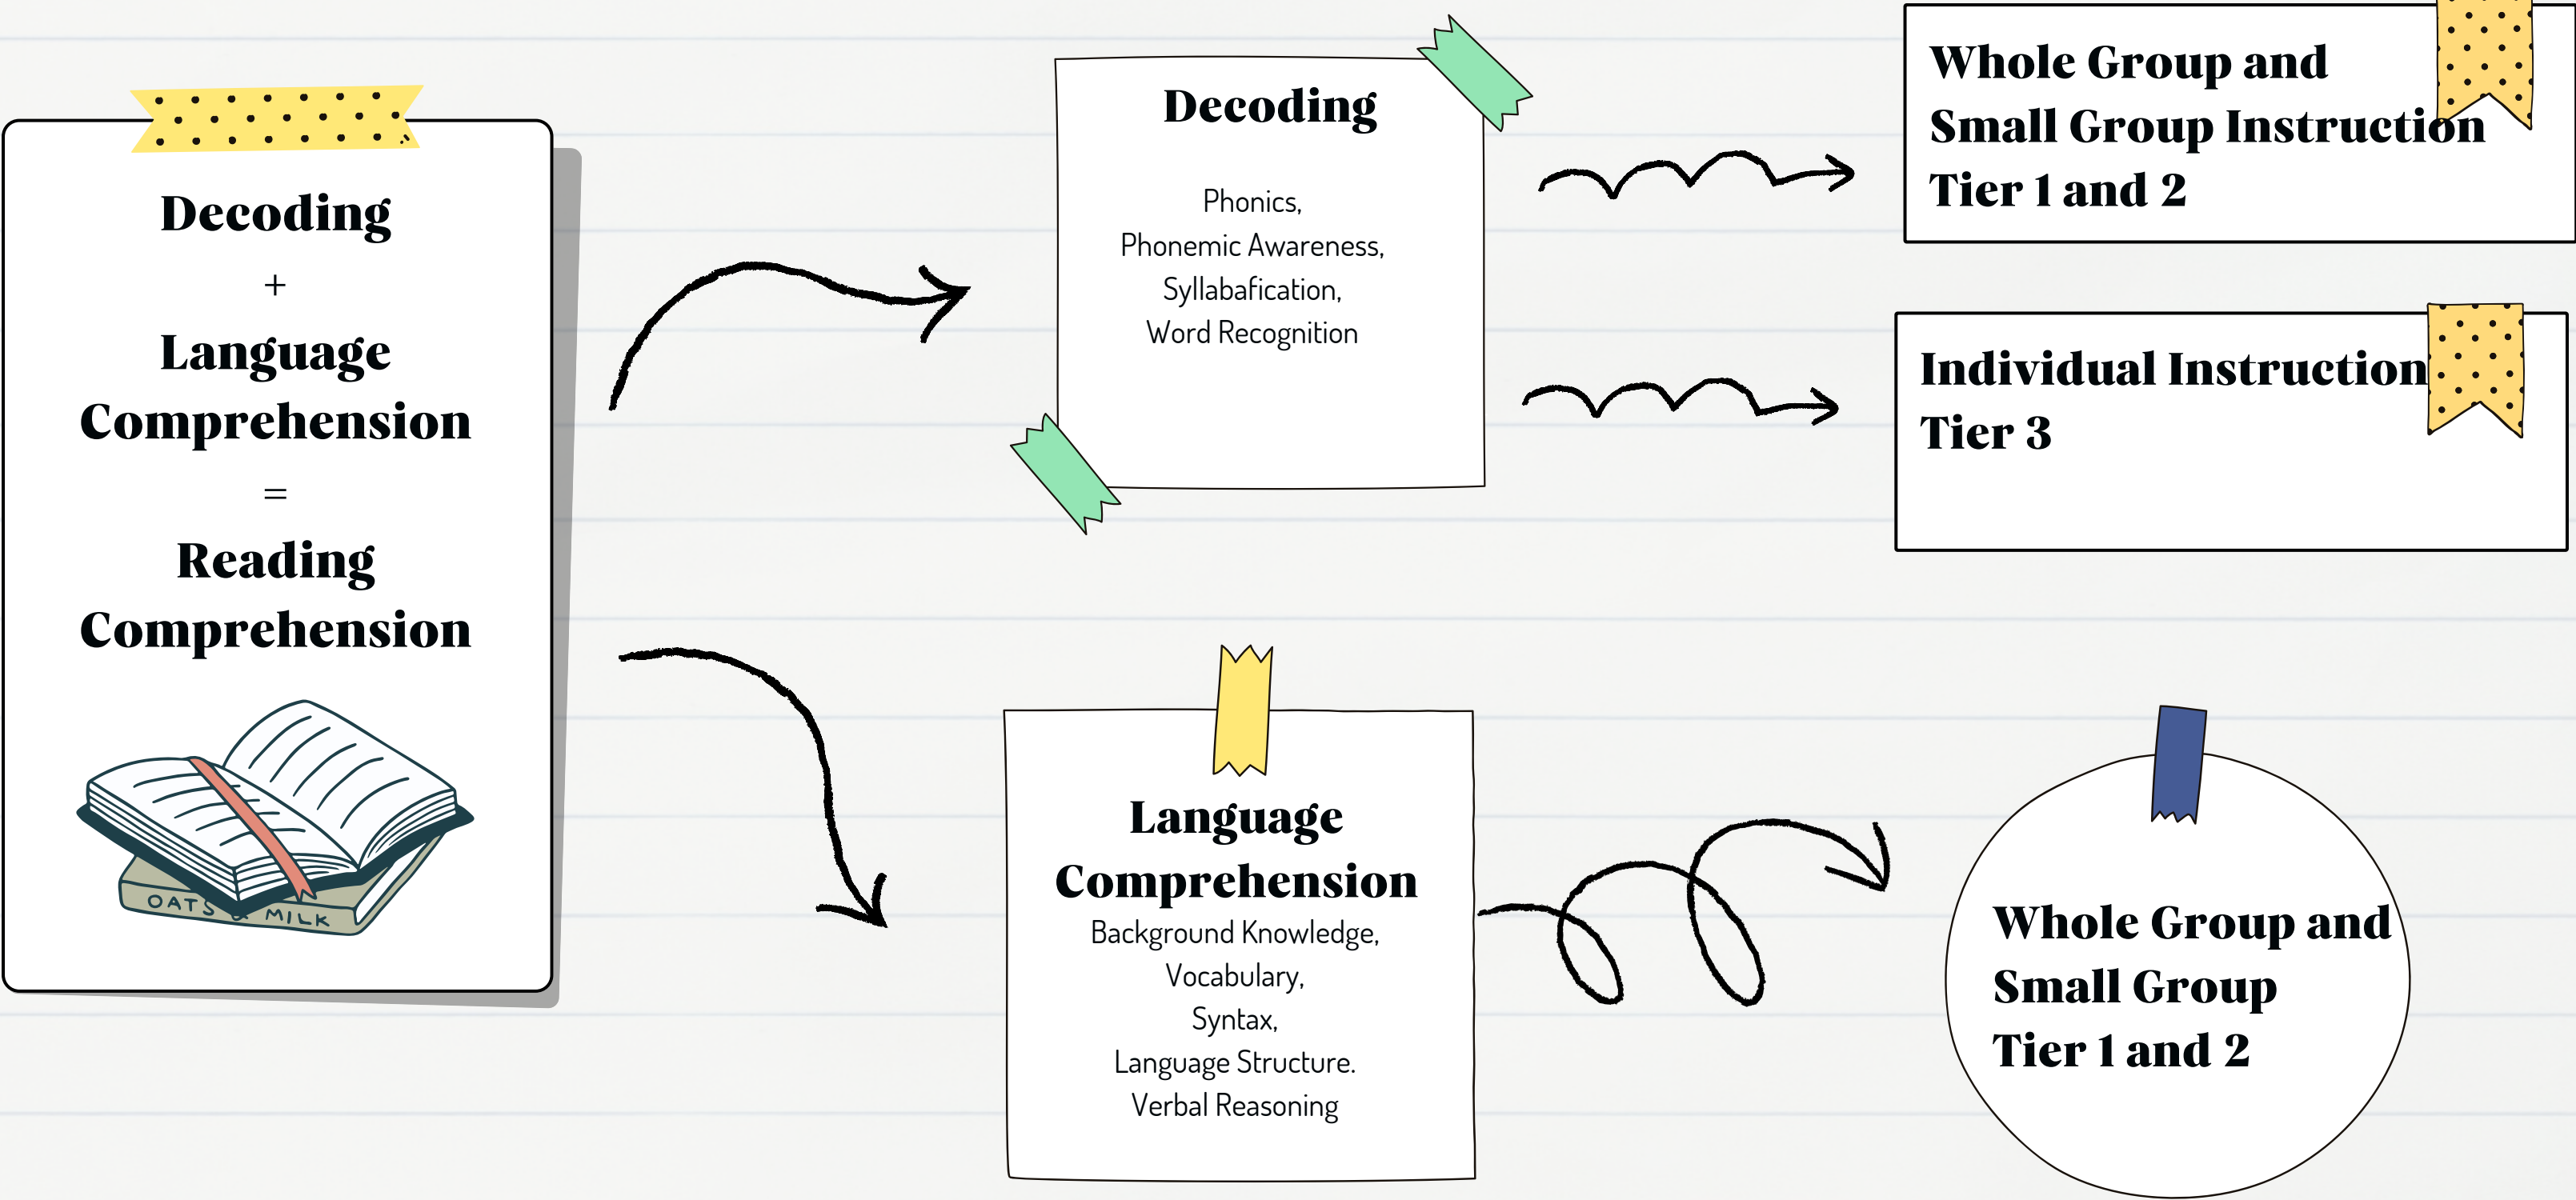 Decoding
+
Language
Comprehension
=
Reading
Comprehension
OATS & MILK
Decoding
Phonics,
Phonemic Awareness,
Syllabafication,
Word Recognition
Whole Group and
Small Group Instruction
Tier 1 and 2
Individual Instruction
Tier 3
Language
Comprehension
Background Knowledge,
Vocabulary,
Syntax,
Language Structure.
Verbal Reasoning
Whole Group and
Small Group
Tier 1 and 2